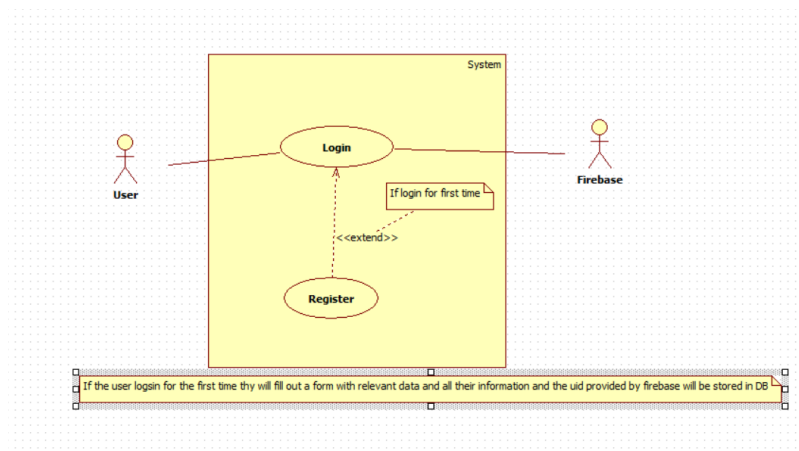 System
Login
User
Firebase
If login for first time
<<extend>>
Register
If the user logsin for the first time thy will fill out a form with relevant data and all their information and the uid provided by firebase will be stored in DB